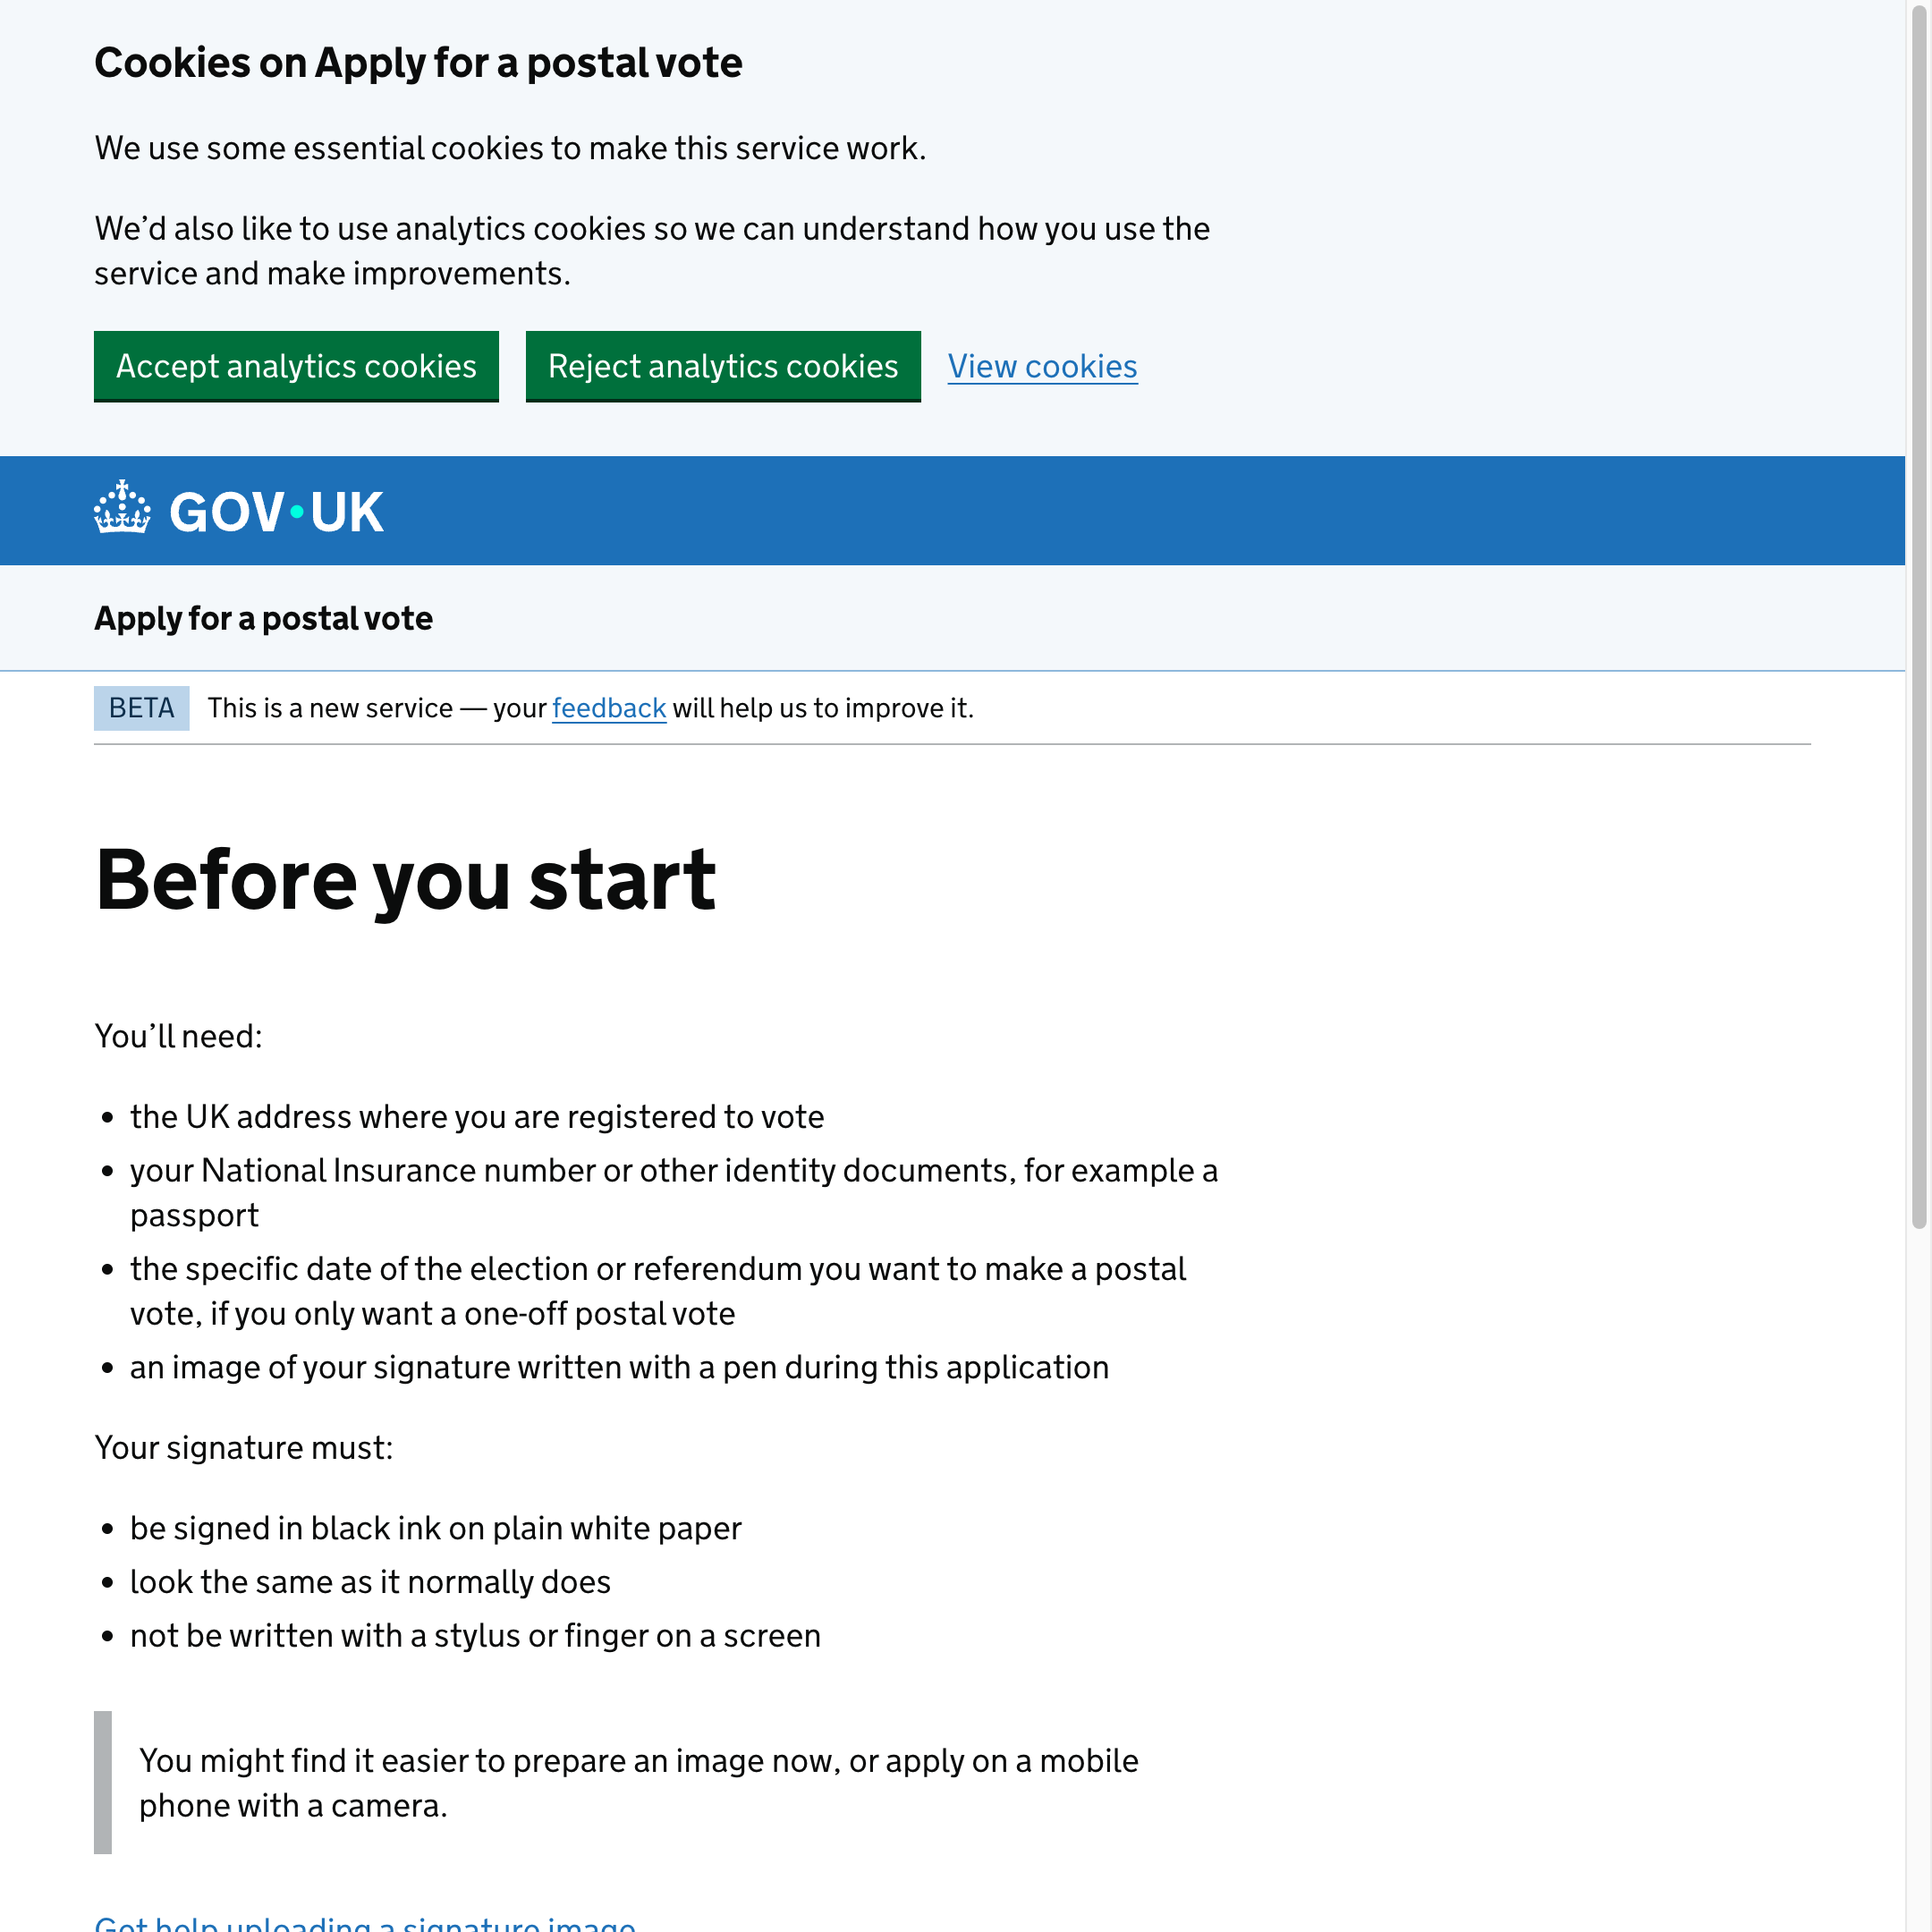 Cookies on Apply for a postal vote
We use some essential cookies to make this service work.
We’d also like to use analytics cookies so we can understand how you use the
service and make improvements.
Accept analytics cookies Reject analytics cookies View cookies
GOV·UK
Apply for a postal vote
BETA This is a new service — your feedback will help us to improve it.
Before you start
You’ll need:
• the UK address where you are registered to vote
• your National Insurance number or other identity documents, for example a
passport
• the specific date of the election or referendum you want to make a postal
vote, if you only want a one-off postal vote
• an image of your signature written with a pen during this application
Your signature must:
• be signed in black ink on plain white paper
• look the same as it normally does
• not be written with a stylus or finger on a screen
You might find it easier to prepare an image now, or apply on a mobile
phone with a camera.
Get help uploading a signature image